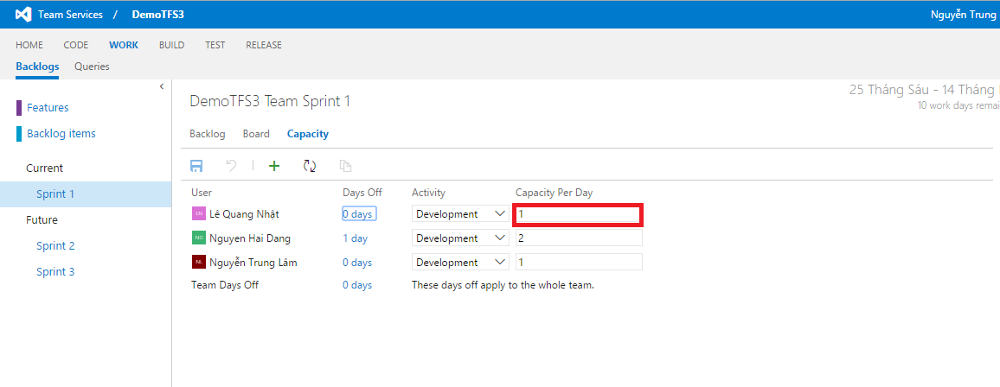 Team Services / DemoTFS3 Nguyễn Trung
HOME CODE WORK BUILD TEST RELEASE
Backlogs Queries
Features
Backlog items
Current
Sprint 1
Future
Sprint 2
Sprint 3
25 Tháng Sáu - 14 Tháng
10 work days remai
DemoTFS3 Team Sprint 1
Backlog Board Capacity
User Days Off Activity Capacity Per Day
LN Lê Quang Nhật 0 days Development 1
ND Nguyen Hai Dang 1 day Development 2
NL Nguyễn Trung Lâm 0 days Development 1
Team Days Off 0 days These days off apply to the whole team.